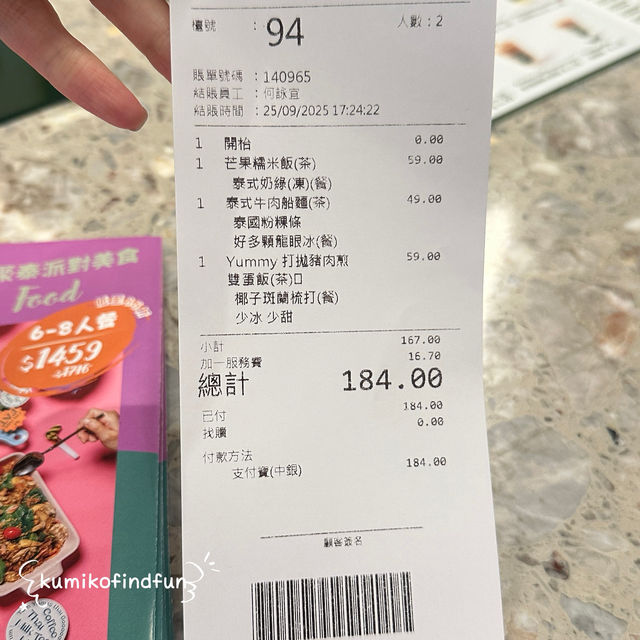 檯號 : 94 人數：2
賬單號碼 : 140965
結賬員工 : 何詠宣
結賬時間 : 25/09/2025 17:24:22
1 開枱 0.00
1 芒果糯米飯(茶) 59.00
泰式奶綠(凍)(餐)
1 泰式牛肉船麵(茶) 49.00
泰國粉粿條
好多顆龍眼冰(餐)
1 Yummy 打拋豬肉煎 59.00
雙蛋飯(茶)口
椰子斑蘭梳打(餐)
少冰 少甜
小計 167.00
加一服務費 16.70
總計 184.00
已付 184.00
找贖 0.00
付款方法
支付寶(中銀) 184.00
顧客簽名
聚泰派對美食
Food
6-8人餐
$1459
$1716
kumikofindfun
Coffee
Thai